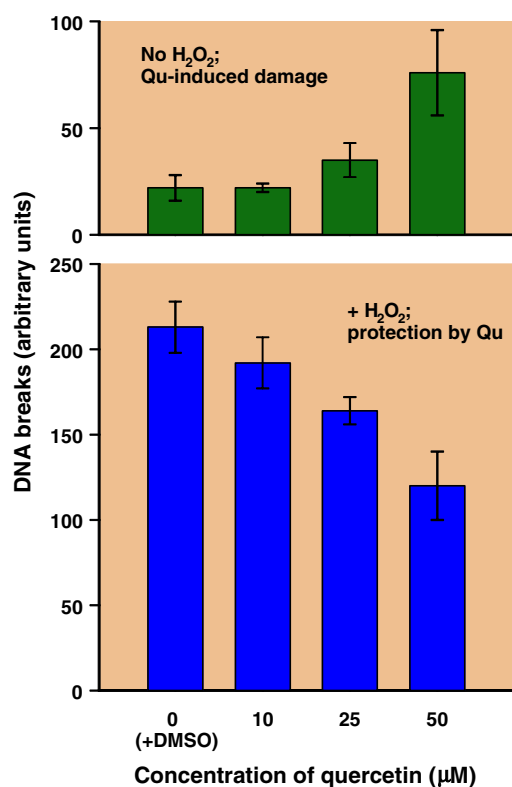 100
50
0
No H₂O₂;
Qu-induced damage
DNA breaks (arbitrary units)
250
200
150
100
50
0
+ H₂O₂;
protection by Qu
0 10 25 50
(+DMSO)
Concentration of quercetin (μM)